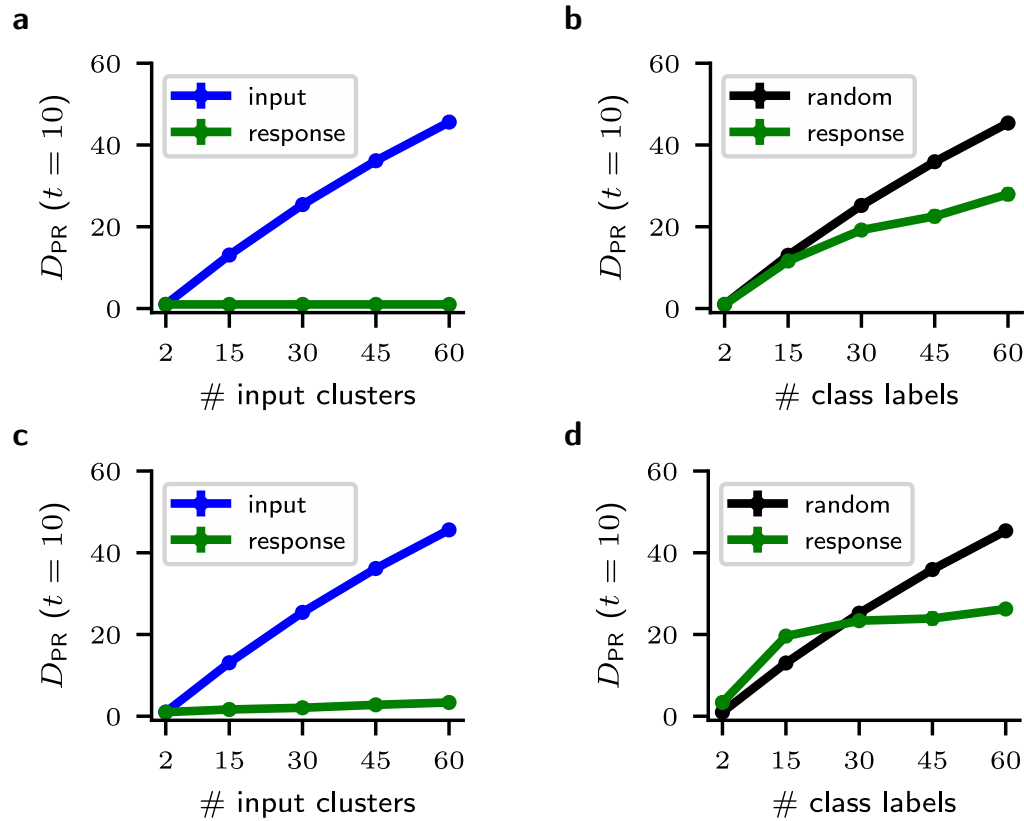 a
60
40
20
0
D_PR (t = 10)
input
response
2 15 30 45 60
# input clusters
b
60
40
20
0
D_PR (t = 10)
random
response
2 15 30 45 60
# class labels
c
60
40
20
0
D_PR (t = 10)
input
response
2 15 30 45 60
# input clusters
d
60
40
20
0
D_PR (t = 10)
random
response
2 15 30 45 60
# class labels